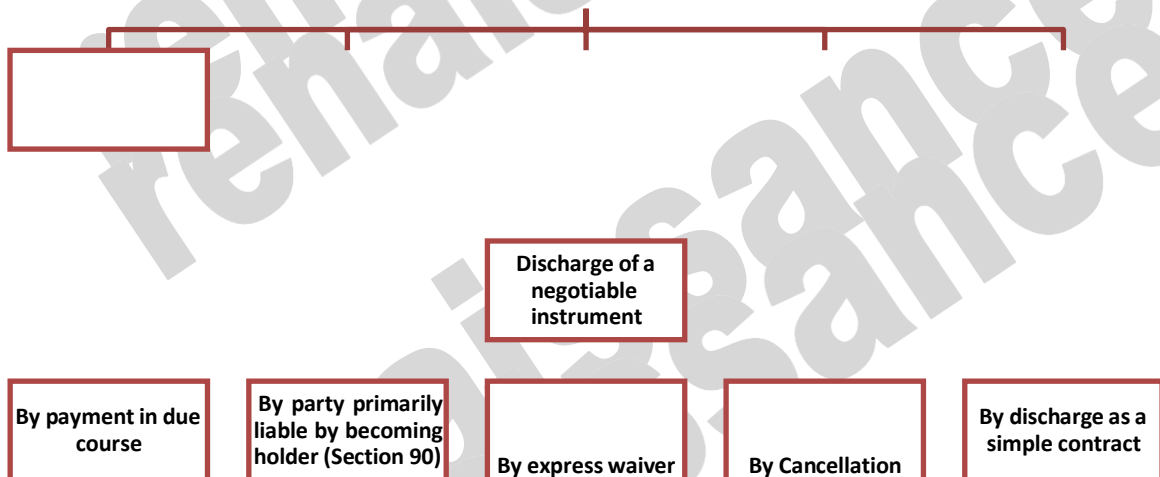 Discharge of a
negotiable
instrument
By payment in due
course
By party primarily
liable by becoming
holder (Section 90)
By express waiver
By Cancellation
By discharge as a
simple contract
renaissance